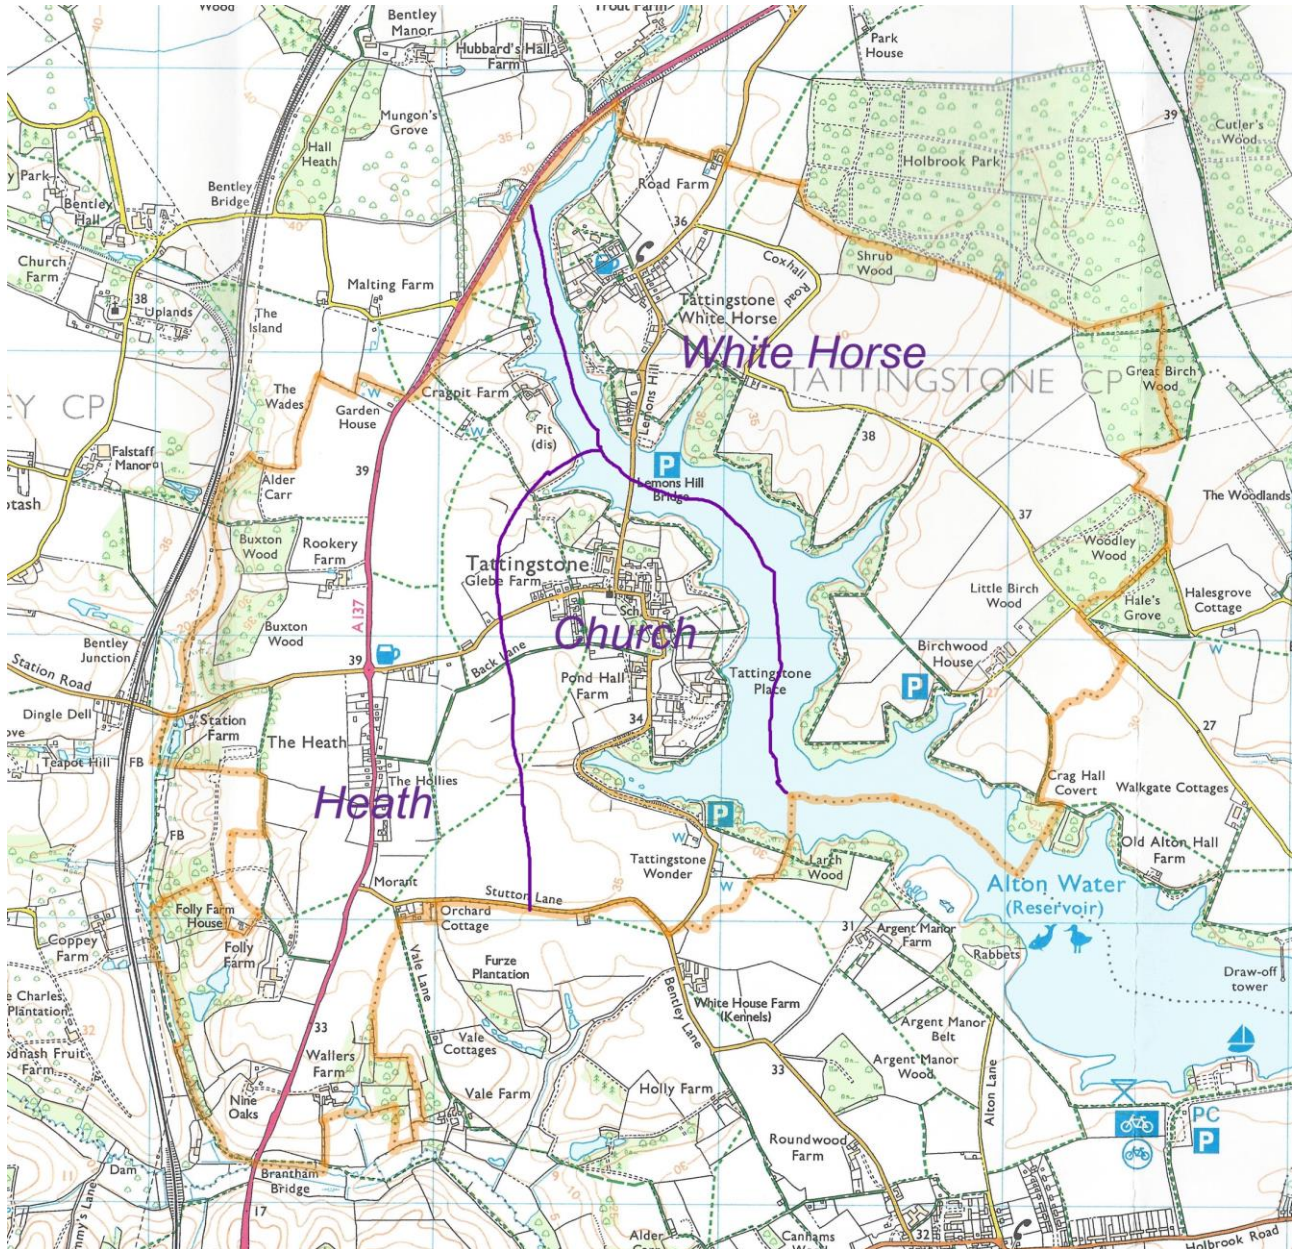 Wood
Bentley
Manor
Trout Farm
Hubbard's Hall
Farm
Park
House
Mungon's
Grove
Hall
Heath
Cutler's
Wood
39
Holbrook Park
Road Farm
y Park
Bentley
Hall
Bentley
Bridge
36
Church
Farm
38
Uplands
The
Island
Malting Farm
Coxhall
Road
Shrub
Wood
Tattingstone
White Horse
White Horse
TATTINGSTONE CP
Great Birch
Wood
EY CP
The
Wades
W
Garden
House
Cragpit Farm
W
Pit
(dis)
Lemons Hill
38
Falstaff
Manor
Alder
Carr
39
P
Lemons Hill
Bridge
The Woodlands
otash
37
Buxton
Wood
Rookery
Farm
Woodley
Wood
Tattingstone
Glebe Farm
Sch
Little Birch
Wood
Hale's
Grove
Halesgrove
Cottage
A137
Buxton
Wood
Church
W
Bentley
Junction
39
Back Lane
Birchwood
House
Station Road
Pond Hall
Farm
Tattingstone
Place
P
27
Dingle Dell
Station
Farm
34
27
ove
Teapot Hill
FB
The Heath
The Hollies
Crag Hall
Covert
Walkgate Cottages
Heath
P
FB
W
Tattingstone
Wonder
W
Larch
Wood
Old Alton Hall
Farm
Morant
Stutton Lane
35
Alton Water
(Reservoir)
Folly Farm
House
Orchard
Cottage
31
Argent Manor
Farm
Coppey
Farm
Folly
Farm
Vale Lane
Furze
Plantation
Rabbets
Draw-off
tower
e Charles
Plantation
32
White House Farm
(Kennels)
Bentley Lane
Argent Manor
Belt
33
Vale
Cottages
odnash Fruit
Farm
Wallers
Farm
33
Argent Manor
Wood
Alton Lane
Nine
Oaks
Vale Farm
Holly Farm
PC
P
Roundwood
Farm
Dam
Brantham
Bridge
17
Alder
Canhams
32
Holbrook Road